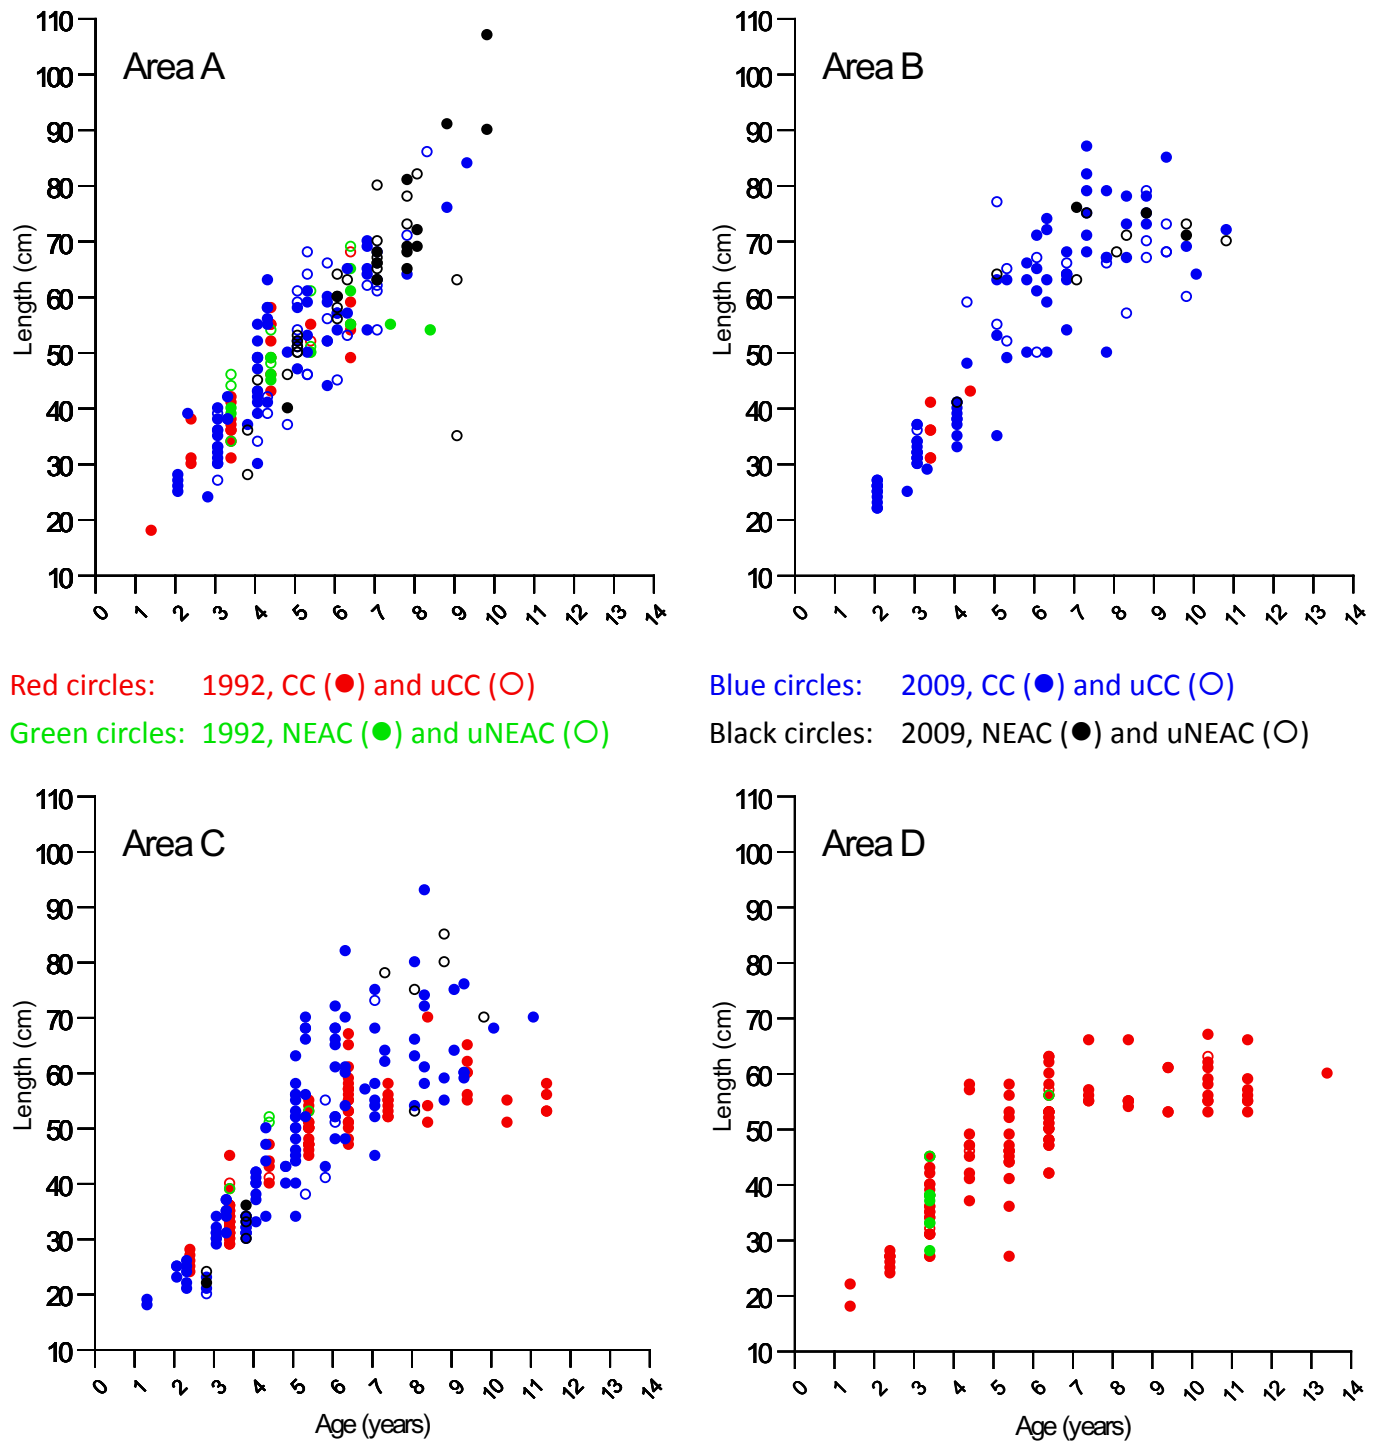 110
100
90
80
70
60
50
40
30
20
10
Length (cm)
Area A
0 1 2 3 4 5 6 7 8 9 10 11 12 13 14
110
100
90
80
70
60
50
40
30
20
10
Length (cm)
Area B
0 1 2 3 4 5 6 7 8 9 10 11 12 13 14
Red circles: 1992, CC (●) and uCC (○)
Green circles: 1992, NEAC (●) and uNEAC (○)
Blue circles: 2009, CC (●) and uCC (○)
Black circles: 2009, NEAC (●) and uNEAC (○)
110
100
90
80
70
60
50
40
30
20
10
Length (cm)
Area C
0 1 2 3 4 5 6 7 8 9 10 11 12 13 14
Age (years)
110
100
90
80
70
60
50
40
30
20
10
Length (cm)
Area D
0 1 2 3 4 5 6 7 8 9 10 11 12 13 14
Age (years)